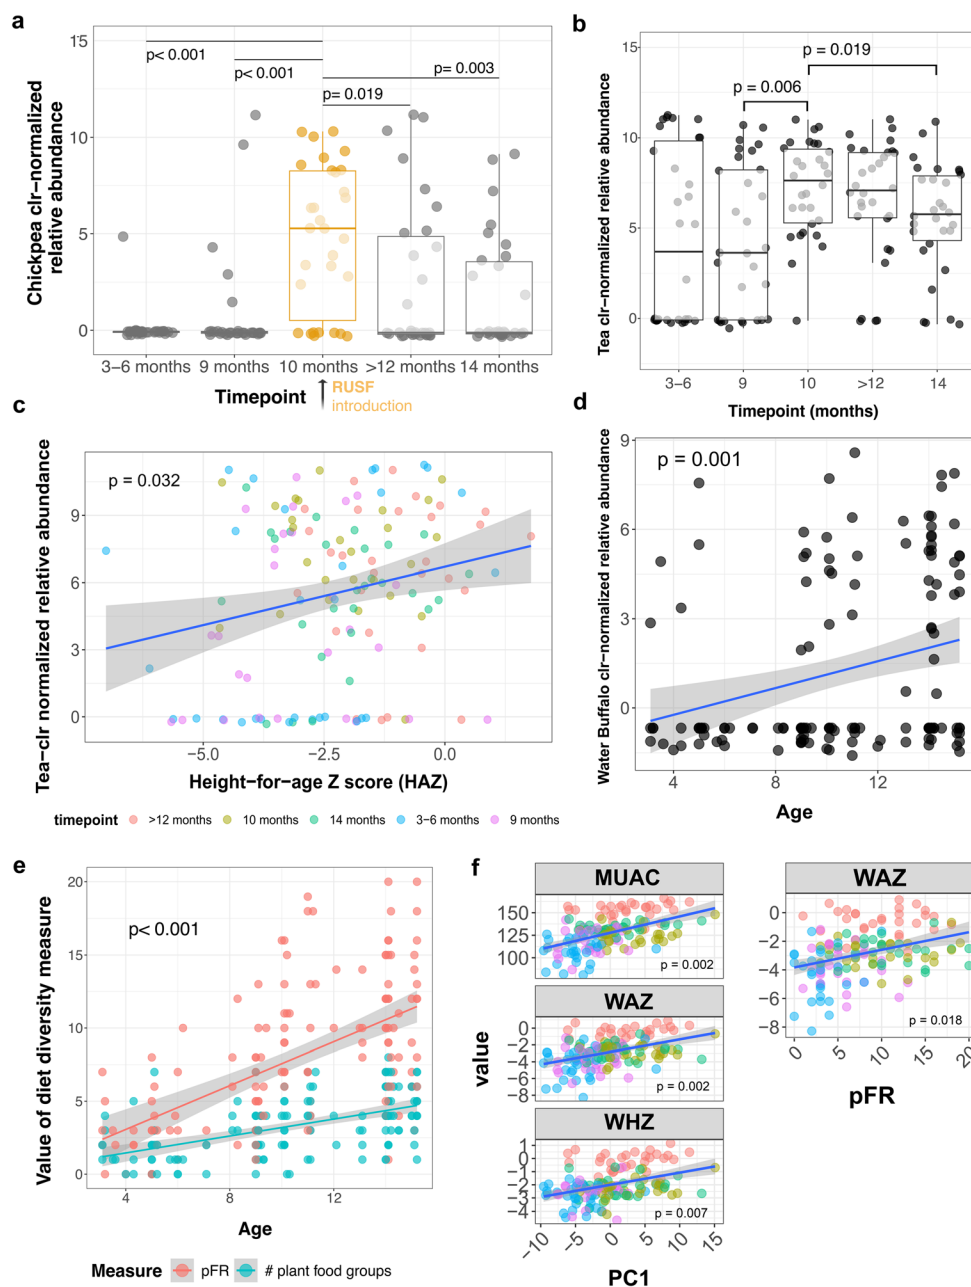 a
Chickpea clr−normalized
relative abundance
15
10
5
0
p< 0.001
p< 0.001
p = 0.003
p = 0.019
3−6 months
9 months
10 months
>12 months
14 months
Timepoint
RUSF
introduction
b
Tea clr−normalized relative abundance
15
10
5
0
p = 0.019
p = 0.006
3−6
9
10
>12
14
Timepoint (months)
c
Tea−clr normalized relative abundance
p = 0.032
9
6
3
0
−5.0
−2.5
0.0
Height−for−age Z score (HAZ)
timepoint
>12 months
10 months
14 months
3−6 months
9 months
d
Water Buffalo clr−normalized relative abundance
p = 0.001
9
6
3
0
4
8
12
Age
e
Value of diet diversity measure
p< 0.001
20
15
10
5
0
4
8
12
Age
Measure
pFR
# plant food groups
f
value
MUAC
150
125
100
p = 0.002
WAZ
0
−2
−4
−6
−8
p = 0.002
WHZ
1
0
−1
−2
−3
−4
p = 0.007
−10
−5
0
5
10
15
PC1
WAZ
0
−2
−4
−6
−8
p = 0.018
0
5
10
15
20
pFR